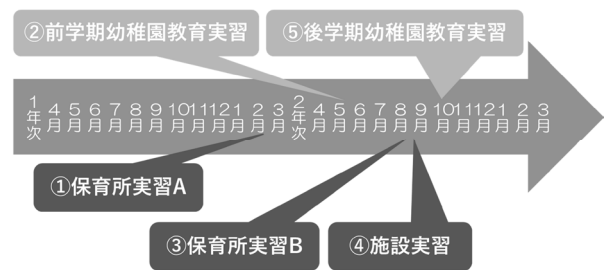 ②前学期幼稚園教育実習
⑤後学期幼稚園教育実習
1年次 4月 5月 6月 7月 8月 9月 10月 11月 12月 1月 2月 3月 2年次 4月 5月 6月 7月 8月 9月 10月 11月 12月 1月 2月 3月
①保育所実習A
③保育所実習B
④施設実習